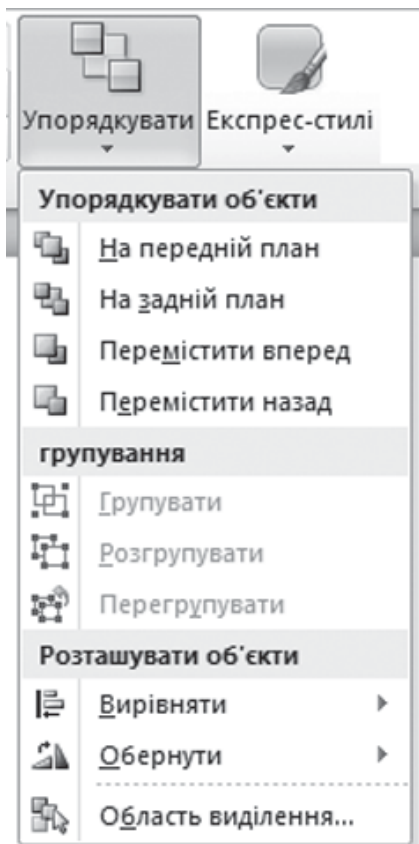 Упорядкувати Експрес-стилі
Упорядкувати об'єкти
На передній план
На задній план
Перемістити вперед
Перемістити назад
групування
Групувати
Розгрупувати
Перегрупувати
Розташувати об'єкти
Вирівняти
Обернути
Область виділення...